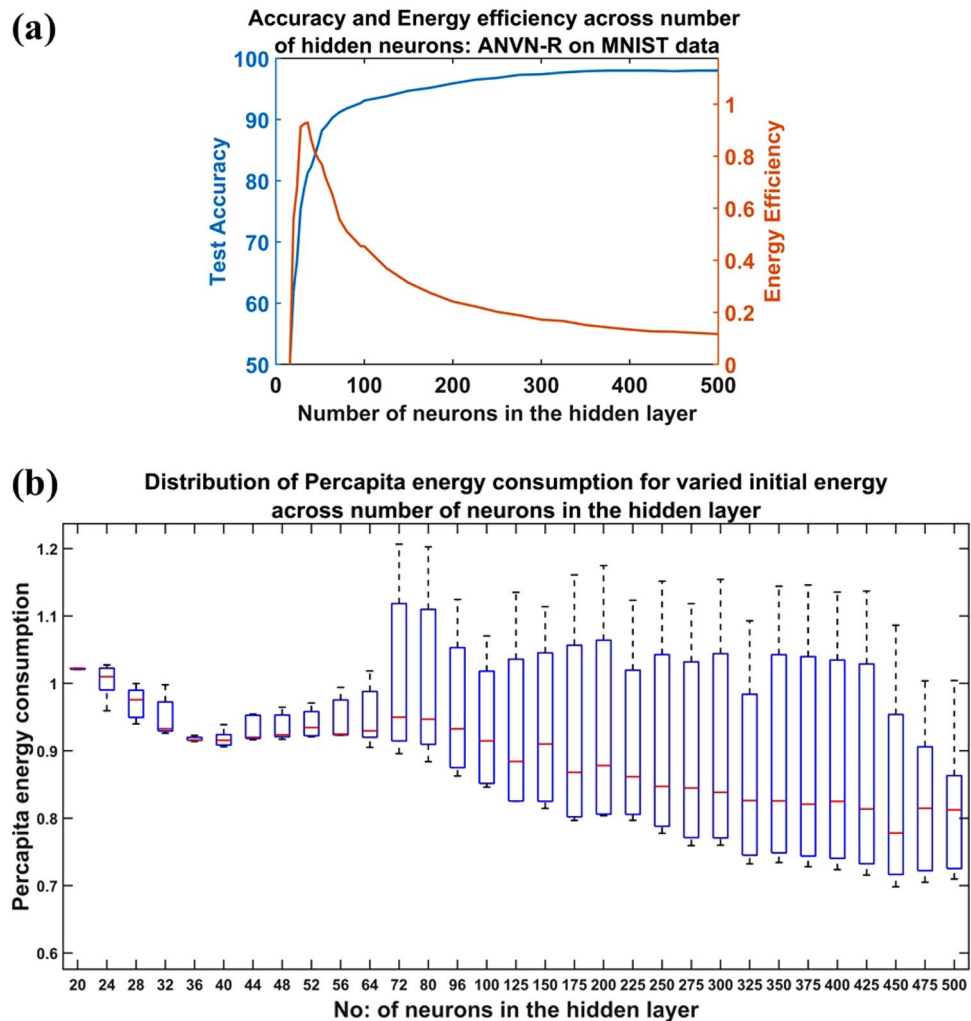 (a)
Accuracy and Energy efficiency across number
of hidden neurons: ANVN-R on MNIST data
100
90
80
70
60
50
Test Accuracy
1
0.8
0.6
0.4
0.2
0
Energy Efficiency
0 100 200 300 400 500
Number of neurons in the hidden layer
(b)
Distribution of Percapita energy consumption for varied initial energy
across number of neurons in the hidden layer
1.2
1.1
1
0.9
0.8
0.7
0.6
Percapita energy consumption
20 24 28 32 36 40 44 48 52 56 64 72 80 96 100 125 150 175 200 225 250 275 300 325 350 375 400 425 450 475 500
No: of neurons in the hidden layer